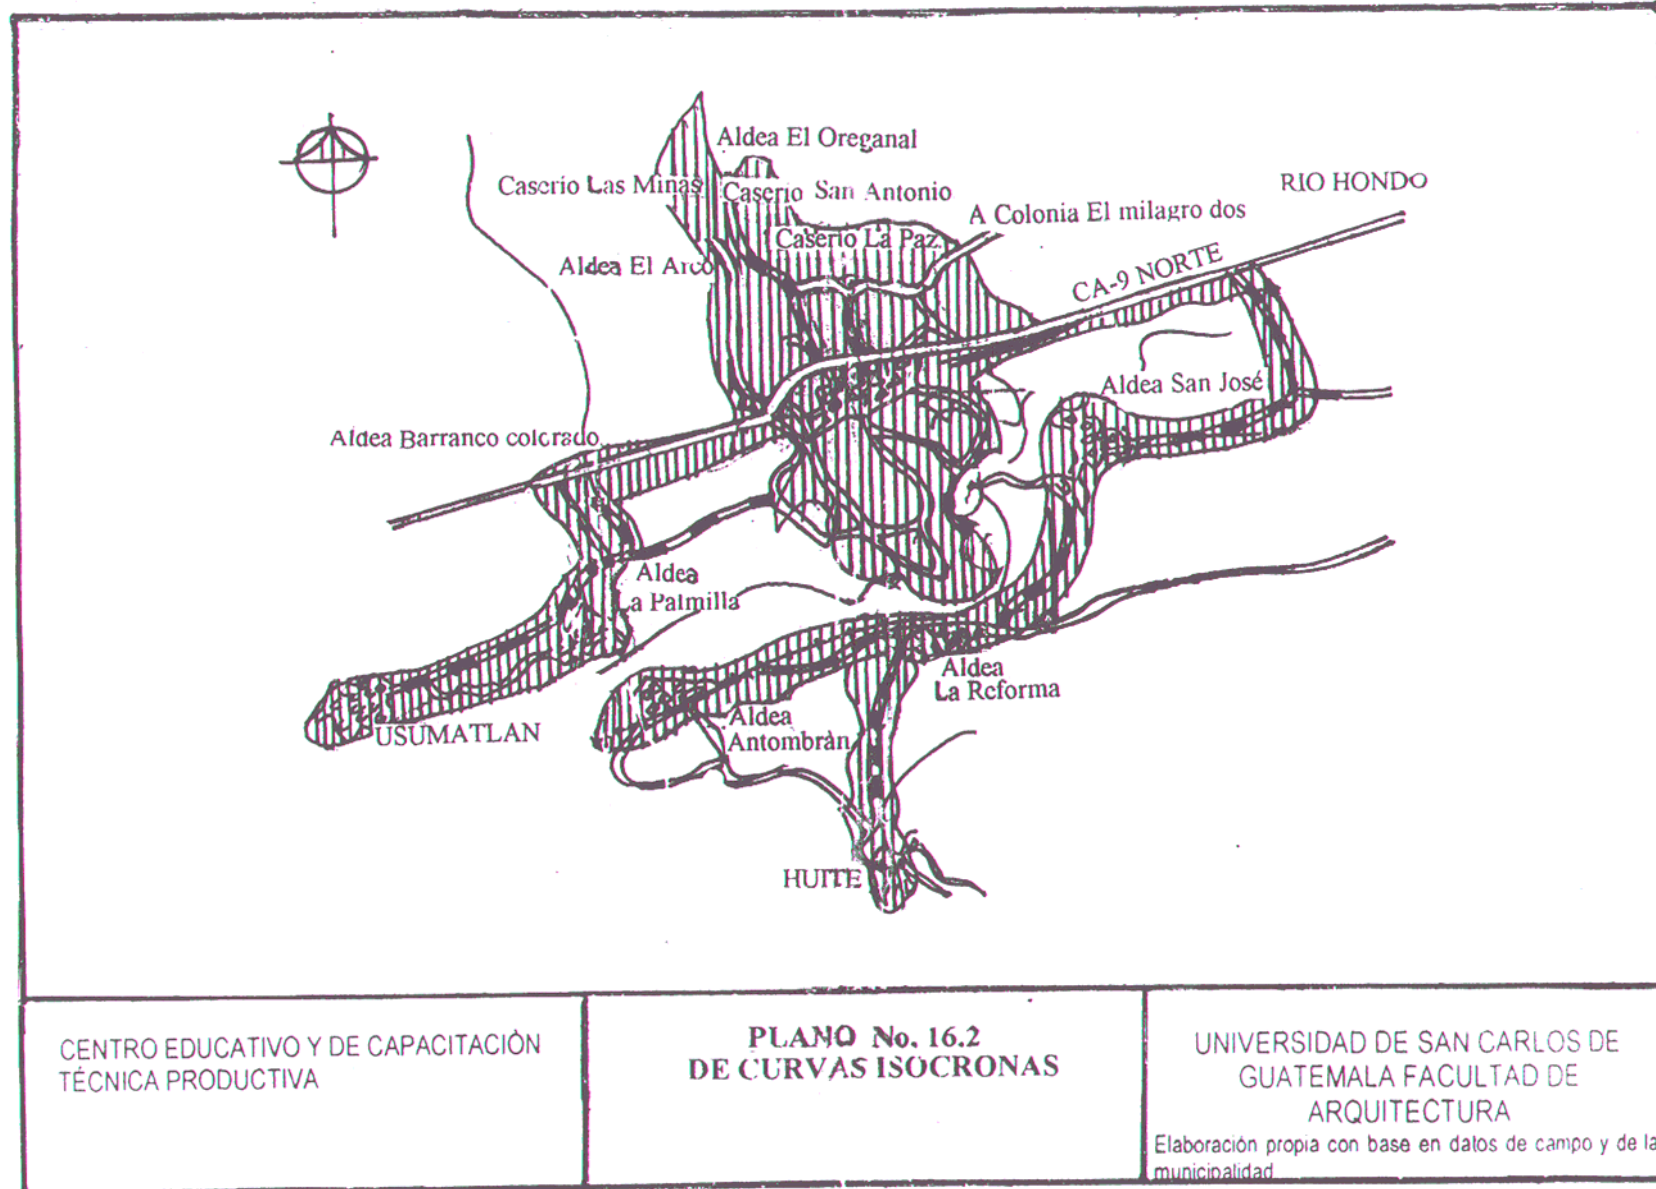 Aldea El Oreganal
Caserio Las Minas
Caserio San Antonio
RIO HONDO
A Colonia El milagro dos
Caserio La Paz
Aldea El Arco
CA-9 NORTE
Aldea San José
Aldea Barranco colorado
Aldea
La Palmilla
Aldea
La Reforma
Aldea
Antombràn
USUMATLAN
HUITE
CENTRO EDUCATIVO Y DE CAPACITACIÒN
TÉCNICA PRODUCTIVA
PLANO No. 16.2
DE CURVAS ISOCRONAS
UNIVERSIDAD DE SAN CARLOS DE
GUATEMALA FACULTAD DE
ARQUITECTURA
Elaboración propia con base en datos de campo y de la
municipalidad